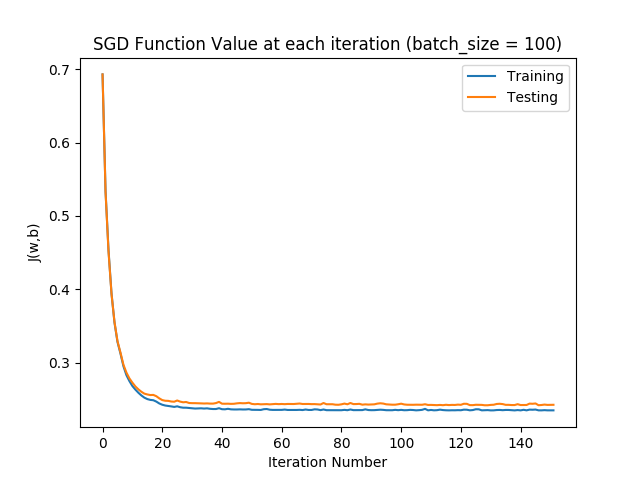 SGD Function Value at each iteration (batch_size = 100)
Training
Testing
0.7
0.6
0.5
0.4
0.3
J(w,b)
0 20 40 60 80 100 120 140
Iteration Number